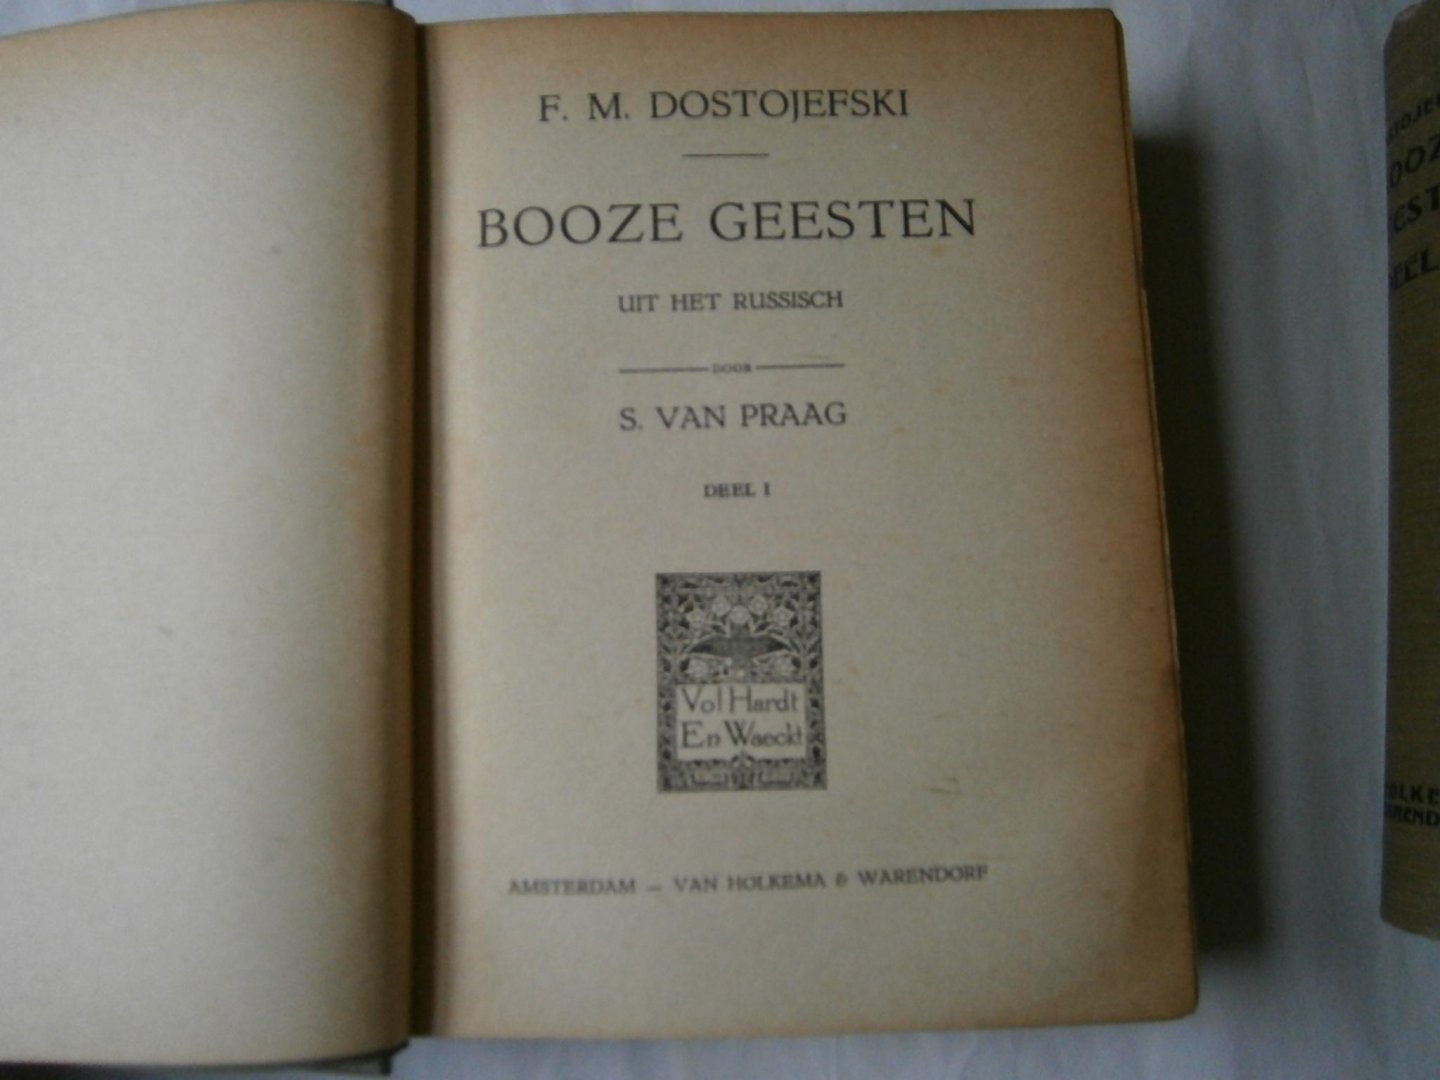 F. M. DOSTOJEFSKI
BOOZE GEESTEN
UIT HET RUSSISCH
DOOR
S. VAN PRAAG
DEEL I
Vol Hardt
En Waeckt
AMSTERDAM — VAN HOLKEMA & WARENDORF